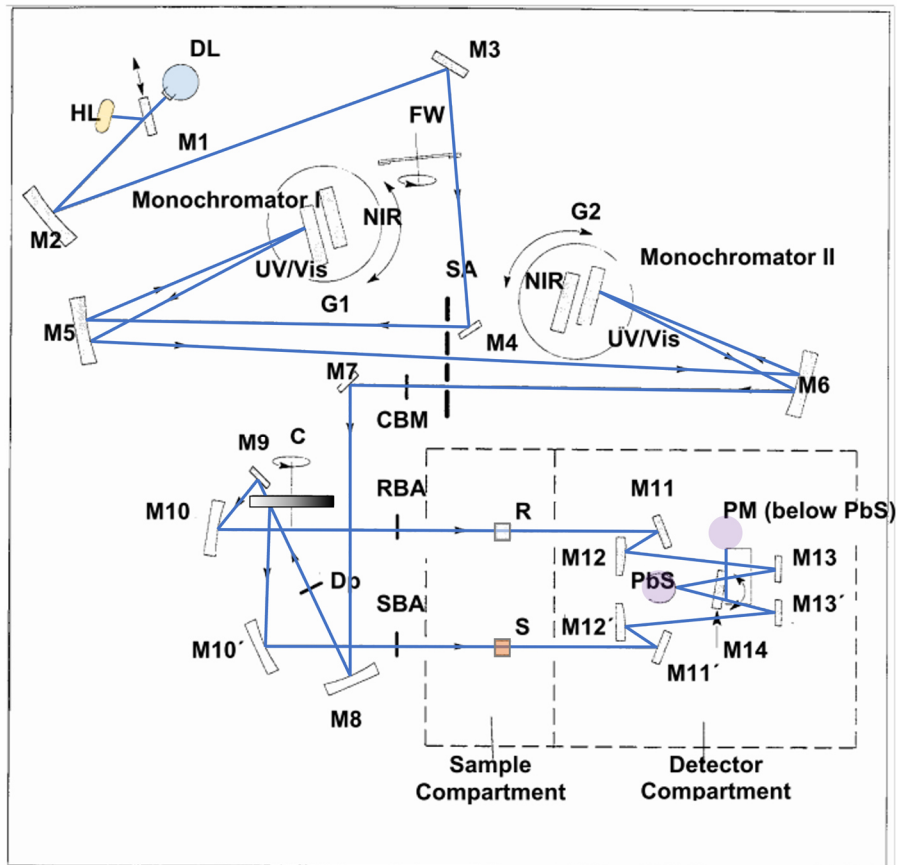 DL
M3
HL
FW
M1
Monochromator I
NIR
G2
M2
Monochromator II
UV/Vis
SA
NIR
G1
M5
M4
UV/Vis
M7
M6
CBM
M9
C
RBA
M11
M10
R
PM (below PbS)
M12
M13
Dp
PbS
SBA
M13´
S
M12´
M10´
M14
M11´
M8
Sample
Compartment
Detector
Compartment